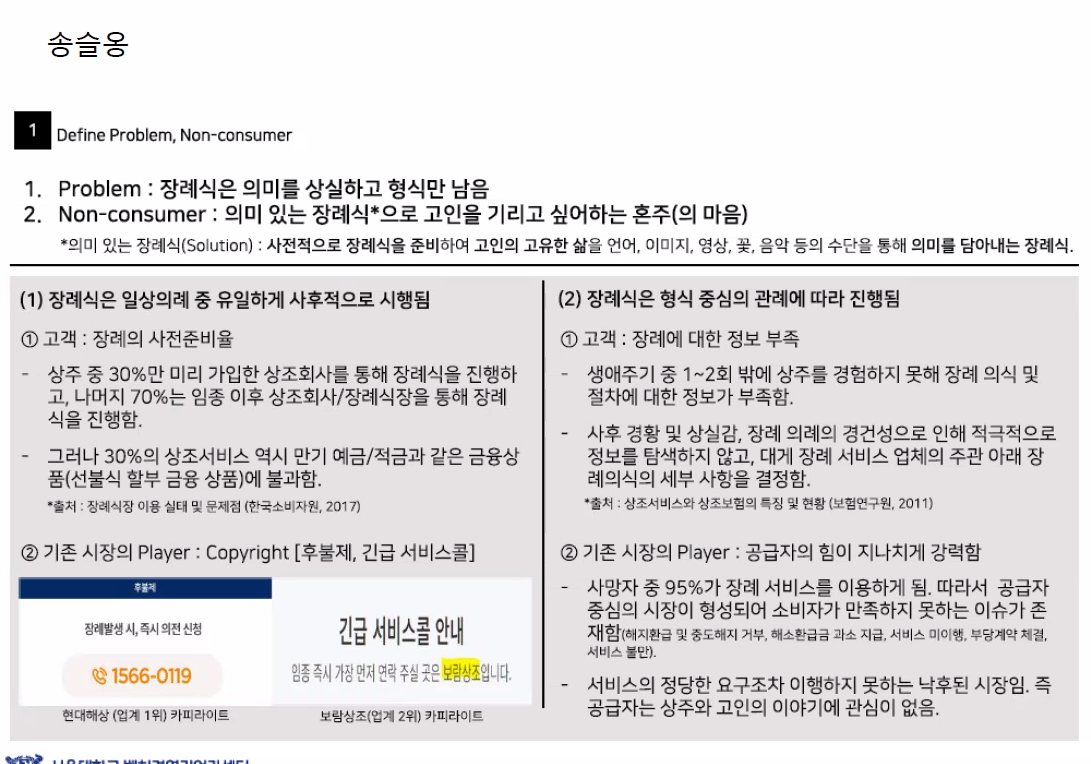 송슬옹
1
Define Problem, Non-consumer
1. Problem : 장례식은 의미를 상실하고 형식만 남음
2. Non-consumer : 의미 있는 장례식*으로 고인을 기리고 싶어하는 혼주(의 마음)
*의미 있는 장례식(Solution) : 사전적으로 장례식을 준비하여 고인의 고유한 삶을 언어, 이미지, 영상, 꽃, 음악 등의 수단을 통해 의미를 담아내는 장례식.
(1) 장례식은 일상의례 중 유일하게 사후적으로 시행됨
① 고객 : 장례의 사전준비율
- 상주 중 30%만 미리 가입한 상조회사를 통해 장례식을 진행하
고, 나머지 70%는 임종 이후 상조회사/장례식장을 통해 장례
식을 진행함.
- 그러나 30%의 상조서비스 역시 만기 예금/적금과 같은 금융상
품(선불식 할부 금융 상품)에 불과함.
*출처 : 장례식장 이용 실태 및 문제점 (한국소비자원, 2017)
② 기존 시장의 Player : Copyright [후불제, 긴급 서비스콜]
후불제
장례발생 시, 즉시 의전 신청
1566-0119
현대해상 (업계 1위) 카피라이트
긴급 서비스콜 안내
임종 즉시 가장 먼저 연락 주실 곳은 보람상조입니다.
보람상조(업계 2위) 카피라이트
(2) 장례식은 형식 중심의 관례에 따라 진행됨
① 고객 : 장례에 대한 정보 부족
- 생애주기 중 1~2회 밖에 상주를 경험하지 못해 장례 의식 및
절차에 대한 정보가 부족함.
- 사후 경황 및 상실감, 장례 의례의 경건성으로 인해 적극적으로
정보를 탐색하지 않고, 대게 장례 서비스 업체의 주관 아래 장
례의식의 세부 사항을 결정함.
*출처 : 상조서비스와 상조보험의 특징 및 현황 (보험연구원, 2011)
② 기존 시장의 Player : 공급자의 힘이 지나치게 강력함
- 사망자 중 95%가 장례 서비스를 이용하게 됨. 따라서 공급자
중심의 시장이 형성되어 소비자가 만족하지 못하는 이슈가 존
재함(해지환급 및 중도해지 거부, 해소환급금 과소 지급, 서비스 미이행, 부당계약 체결,
서비스 불만).
- 서비스의 정당한 요구조차 이행하지 못하는 낙후된 시장임. 즉
공급자는 상주와 고인의 이야기에 관심이 없음.